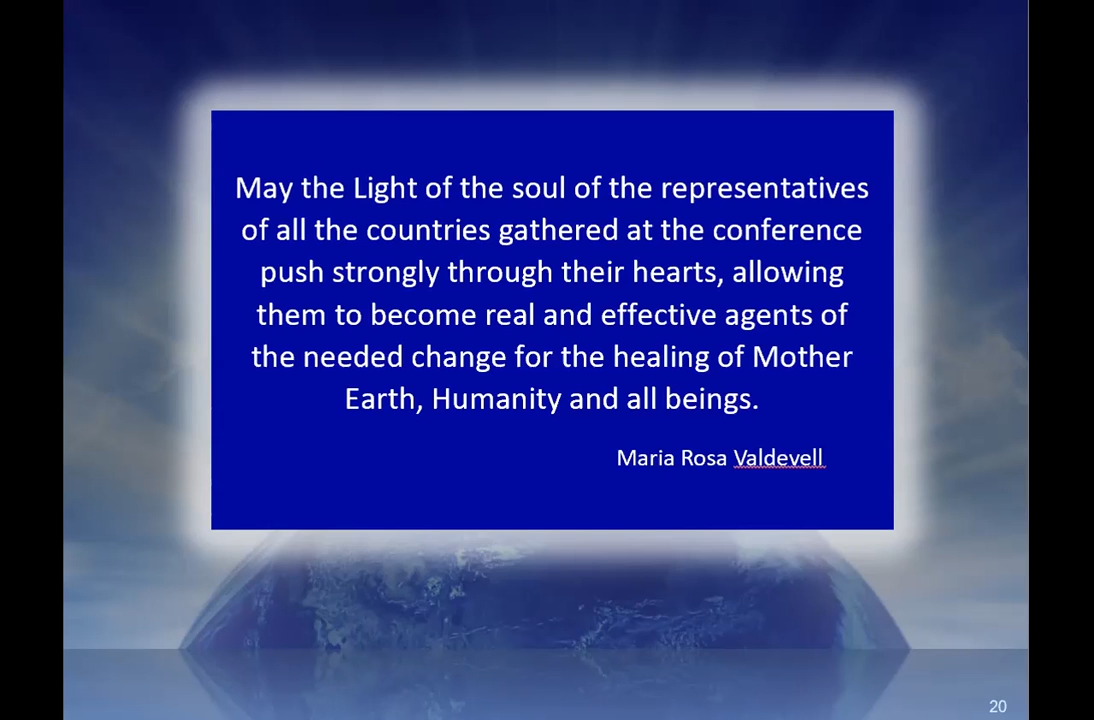 May the Light of the soul of the representatives
of all the countries gathered at the conference
push strongly through their hearts, allowing
them to become real and effective agents of
the needed change for the healing of Mother
Earth, Humanity and all beings.
Maria Rosa Valdevell
20